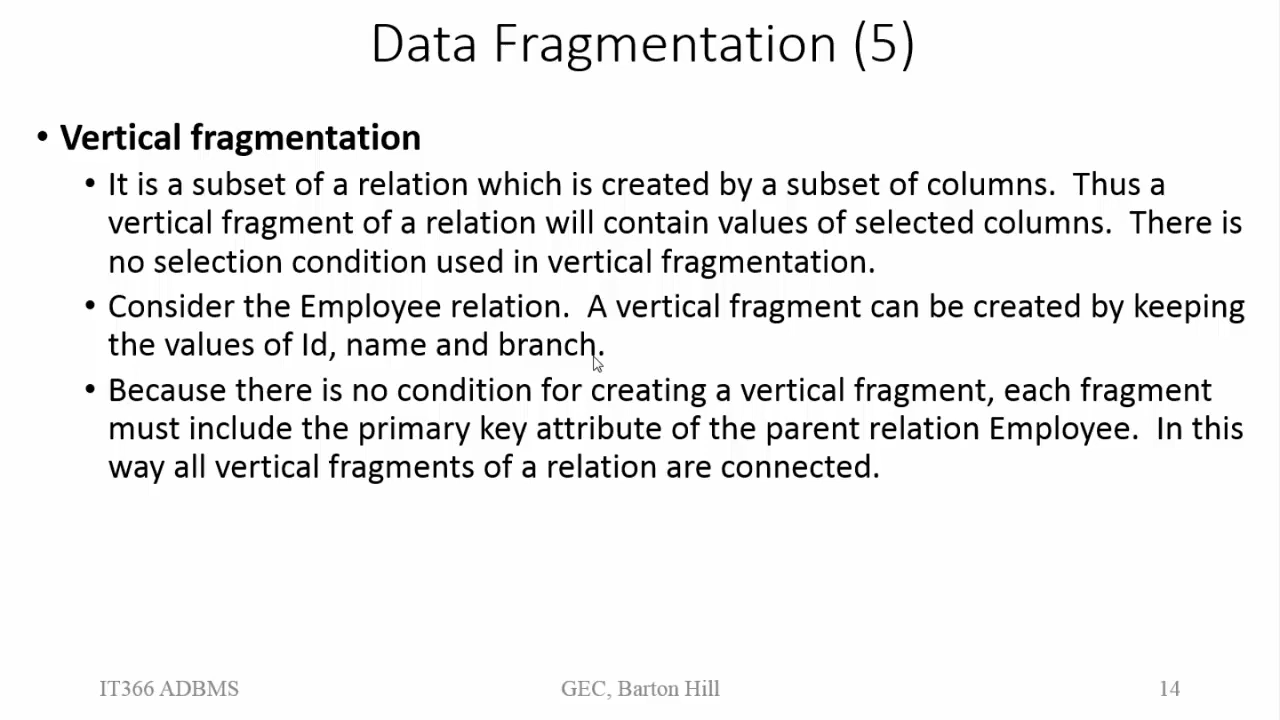 Data Fragmentation (5)
• Vertical fragmentation
• It is a subset of a relation which is created by a subset of columns. Thus a
vertical fragment of a relation will contain values of selected columns. There is
no selection condition used in vertical fragmentation.
• Consider the Employee relation. A vertical fragment can be created by keeping
the values of Id, name and branch.
• Because there is no condition for creating a vertical fragment, each fragment
must include the primary key attribute of the parent relation Employee. In this
way all vertical fragments of a relation are connected.
IT366 ADBMS
GEC, Barton Hill
14